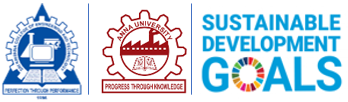 PERFECTION THROUGH PERFORMANCE
ANNA UNIVERSITY
PROGRESS THROUGH KNOWLEDGE
SUSTAINABLE
DEVELOPMENT
GOALS